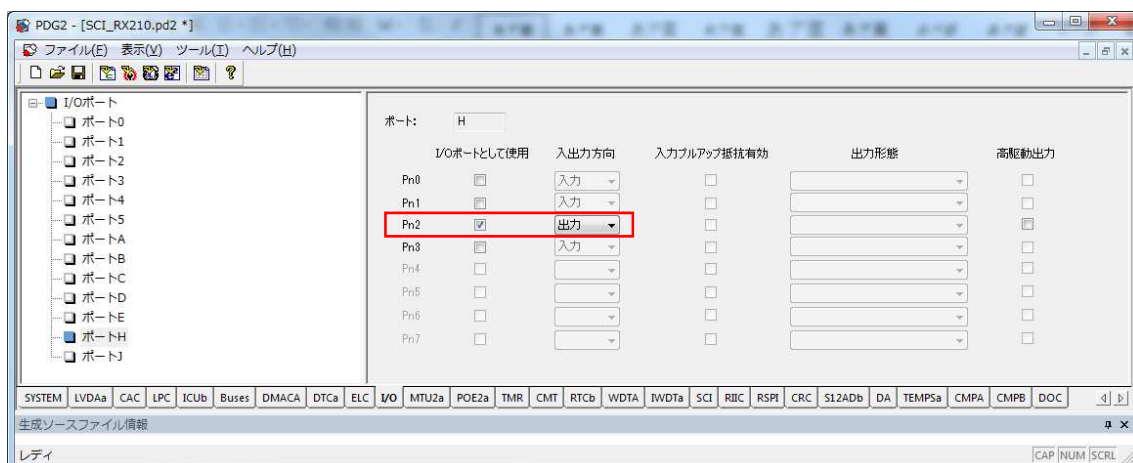 PDG2 - [SCI_RX210.pd2 *]
ファイル(F) 表示(V) ツール(T) ヘルプ(H)
I/Oポート
ポート0
ポート1
ポート2
ポート3
ポート4
ポート5
ポートA
ポートB
ポートC
ポートD
ポートE
ポートH
ポートJ
ポート: H
I/Oポートとして使用 入出力方向 入力プルアップ抵抗有効 出力形態 高駆動出力
Pn0 入力
Pn1 入力
Pn2 出力
Pn3 入力
Pn4
Pn5
Pn6
Pn7
SYSTEM LVDAa CAC LPC ICUb Buses DMACA DTCa ELC I/O MTU2a POE2a TMR CMT RTCb WDTA IWDTa SCI RIIC RSPI CRC S12ADb DA TEMPSa CMPA CMPB DOC
生成ソースファイル情報
レディ CAP NUM SCRL